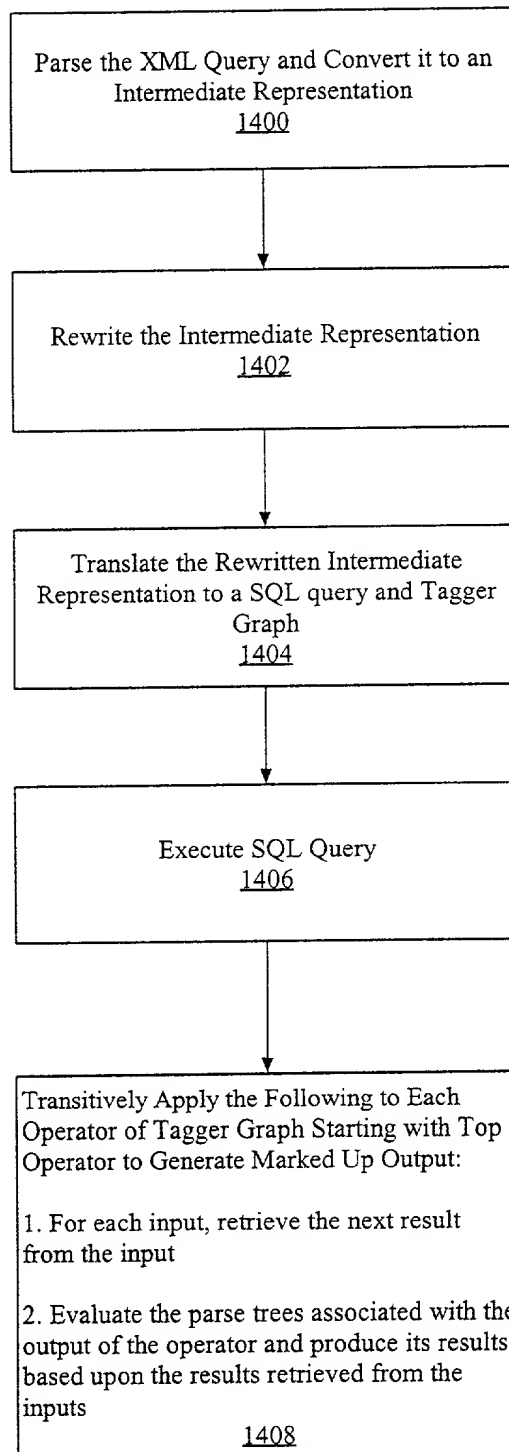 Parse the XML Query and Convert it to an
Intermediate Representation
1400
Rewrite the Intermediate Representation
1402
Translate the Rewritten Intermediate
Representation to a SQL query and Tagger
Graph
1404
Execute SQL Query
1406
Transitively Apply the Following to Each
Operator of Tagger Graph Starting with Top
Operator to Generate Marked Up Output:
1. For each input, retrieve the next result
from the input
2. Evaluate the parse trees associated with the
output of the operator and produce its results
based upon the results retrieved from the
inputs
1408